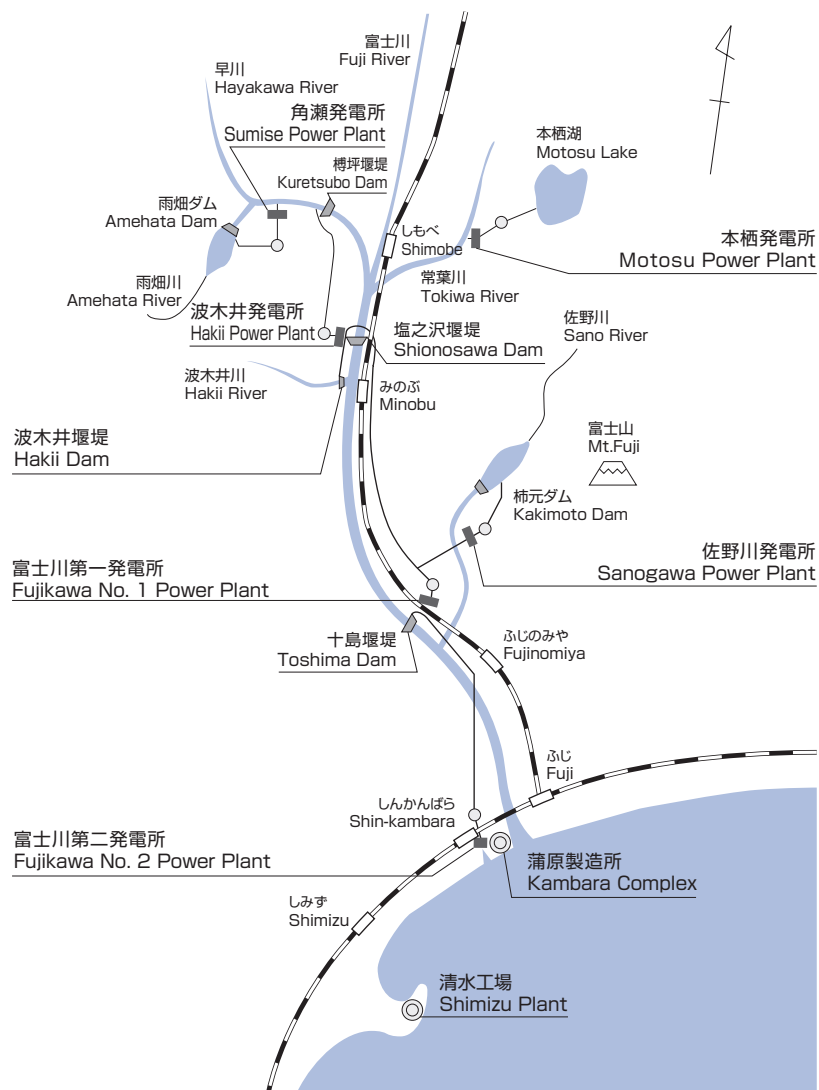 富士川
Fuji River
早川
Hayakawa River
角瀬発電所
Sumise Power Plant
本栖湖
Motosu Lake
榑坪堰堤
Kuretsubo Dam
雨畑ダム
Amehata Dam
しもべ
Shimobe
本栖発電所
Motosu Power Plant
雨畑川
Amehata River
常葉川
Tokiwa River
波木井発電所
Hakii Power Plant
佐野川
Sano River
塩之沢堰堤
Shionosawa Dam
波木井川
Hakii River
みのぶ
Minobu
富士山
Mt.Fuji
波木井堰堤
Hakii Dam
柿元ダム
Kakimoto Dam
佐野川発電所
Sanogawa Power Plant
富士川第一発電所
Fujikawa No. 1 Power Plant
十島堰堤
Toshima Dam
ふじのみや
Fujinomiya
ふじ
Fuji
しんかんばら
Shin-kambara
富士川第二発電所
Fujikawa No. 2 Power Plant
蒲原製造所
Kambara Complex
しみず
Shimizu
清水工場
Shimizu Plant